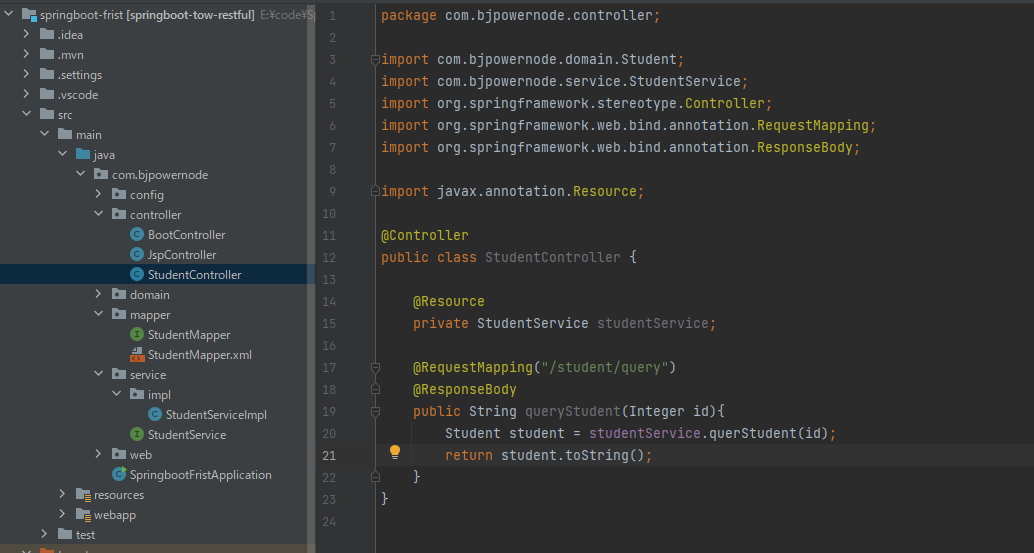 springboot-frist [springboot-tow-restful] E:¥code¥S
.idea
.mvn
.settings
.vscode
src
main
java
com.bjpowernode
config
controller
BootController
JspController
StudentController
domain
mapper
StudentMapper
StudentMapper.xml
service
impl
StudentServiceImpl
StudentService
web
SpringbootFristApplication
resources
webapp
test
1 package com.bjpowernode.controller;
2
3 import com.bjpowernode.domain.Student;
4 import com.bjpowernode.service.StudentService;
5 import org.springframework.stereotype.Controller;
6 import org.springframework.web.bind.annotation.RequestMapping;
7 import org.springframework.web.bind.annotation.ResponseBody;
8
9 import javax.annotation.Resource;
10
11 @Controller
12 public class StudentController {
13
14 @Resource
15 private StudentService studentService;
16
17 @RequestMapping("/student/query")
18 @ResponseBody
19 public String queryStudent(Integer id){
20 Student student = studentService.querStudent(id);
21 return student.toString();
22 }
23 }
24